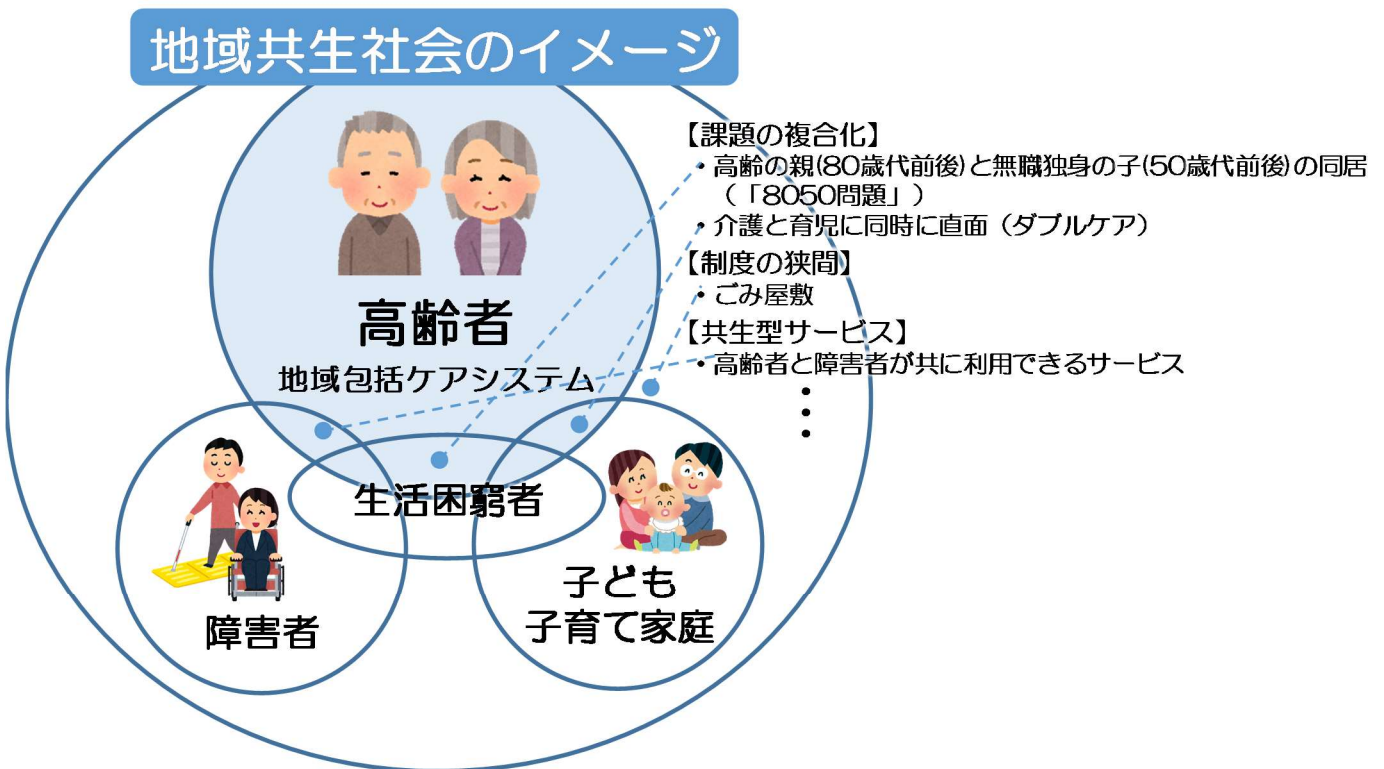 地域共生社会のイメージ
【課題の複合化】
・高齢の親(80歳代前後)と無職独身の子(50歳代前後)の同居
(「8050問題」)
・介護と育児に同時に直面(ダブルケア)
【制度の狭間】
・ごみ屋敷
【共生型サービス】
・高齢者と障害者が共に利用できるサービス
・
・
・
高齢者
地域包括ケアシステム
生活困窮者
障害者
子ども
子育て家庭